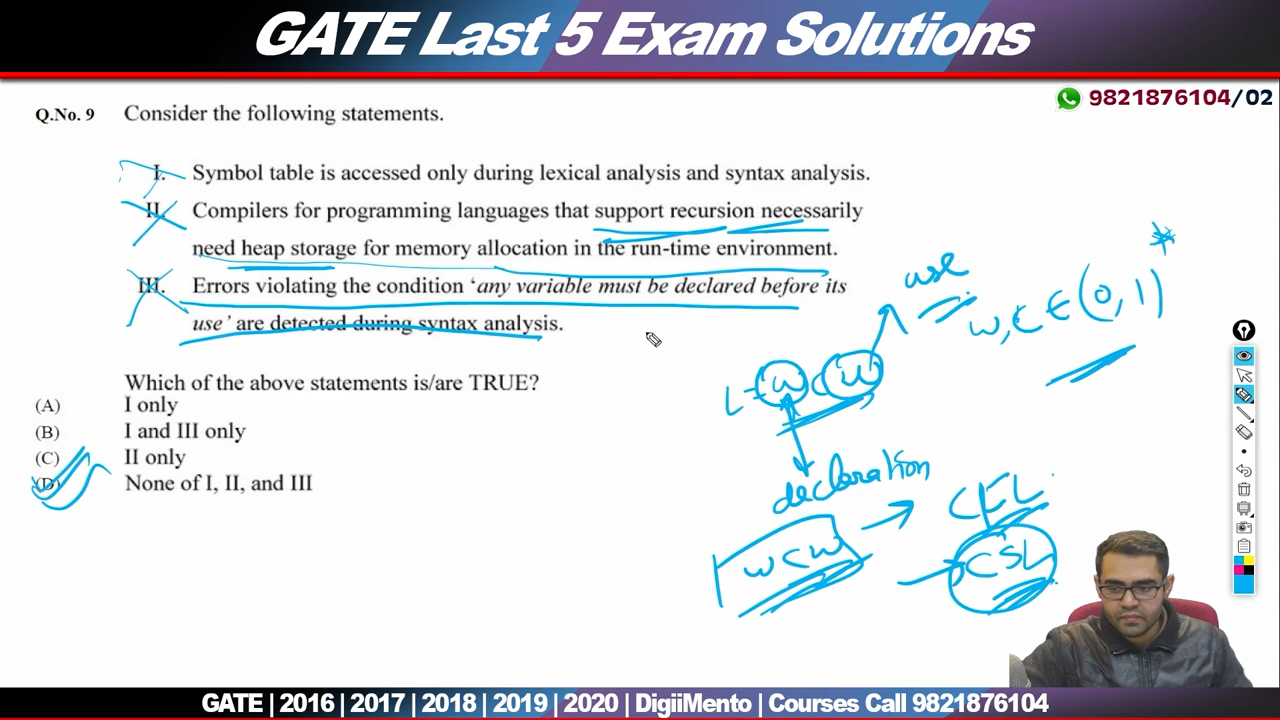 GATE Last 5 Exam Solutions
9821876104/02
Q.No. 9 Consider the following statements.
I. Symbol table is accessed only during lexical analysis and syntax analysis.
II. Compilers for programming languages that support recursion necessarily
need heap storage for memory allocation in the run-time environment.
III. Errors violating the condition ‘any variable must be declared before its
use’ are detected during syntax analysis.
Which of the above statements is/are TRUE?
(A) I only
(B) I and III only
(C) II only
(D) None of I, II, and III
use
w, c ∈ (0, 1)*
L = w c w
declaration
wcw
CFL
CSL
GATE | 2016 | 2017 | 2018 | 2019 | 2020 | DigiiMento | Courses Call 9821876104